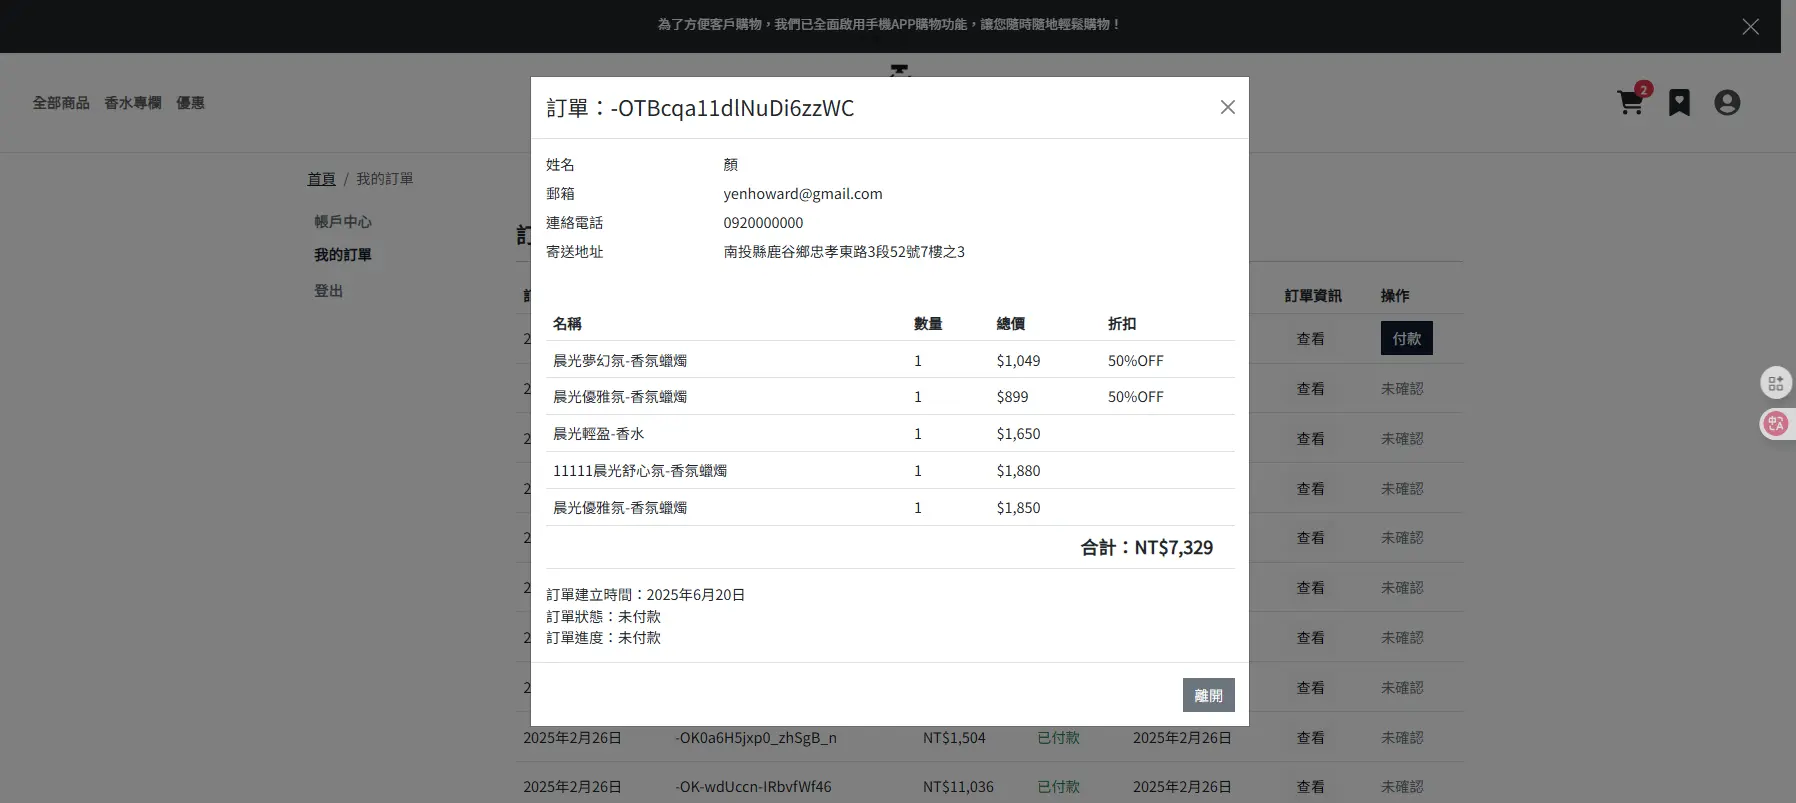 為了方便客戶購物，我們已全面啟用手機APP購物功能，讓您隨時隨地輕鬆購物！
全部商品 香水專欄 優惠
2
首頁 / 我的訂單
帳戶中心
我的訂單
登出
訂單：-OTBcqa11dlNuDi6zzWC
姓名 顏
郵箱 yenhoward@gmail.com
連絡電話 0920000000
寄送地址 南投縣鹿谷鄉忠孝東路3段52號7樓之3
名稱 數量 總價 折扣
晨光夢幻氛-香氛蠟燭 1 $1,049 50%OFF
晨光優雅氛-香氛蠟燭 1 $899 50%OFF
晨光輕盈-香水 1 $1,650
11111晨光舒心氛-香氛蠟燭 1 $1,880
晨光優雅氛-香氛蠟燭 1 $1,850
合計：NT$7,329
訂單建立時間：2025年6月20日
訂單狀態：未付款
訂單進度：未付款
離開
訂單資訊 操作
查看 付款
查看 未確認
查看 未確認
查看 未確認
查看 未確認
查看 未確認
查看 未確認
查看 未確認
2025年2月26日 -OK0a6H5jxp0_zhSgB_n NT$1,504 已付款 2025年2月26日 查看 未確認
2025年2月26日 -OK-wdUccn-IRbvfWf46 NT$11,036 已付款 2025年2月26日 查看 未確認